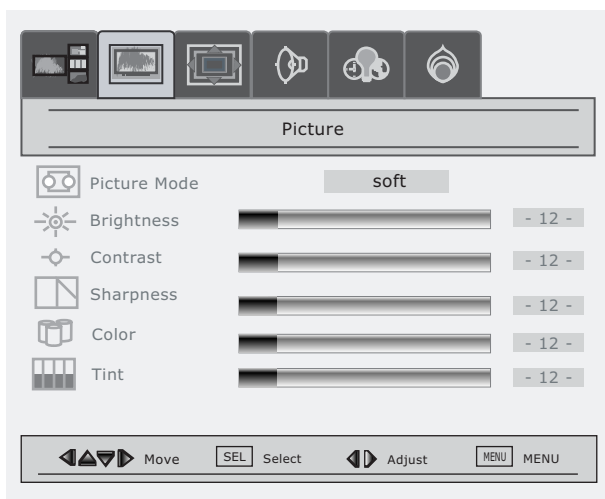 Picture
Picture Mode soft
Brightness - 12 -
Contrast - 12 -
Sharpness - 12 -
Color - 12 -
Tint - 12 -
Move SEL Select Adjust MENU MENU